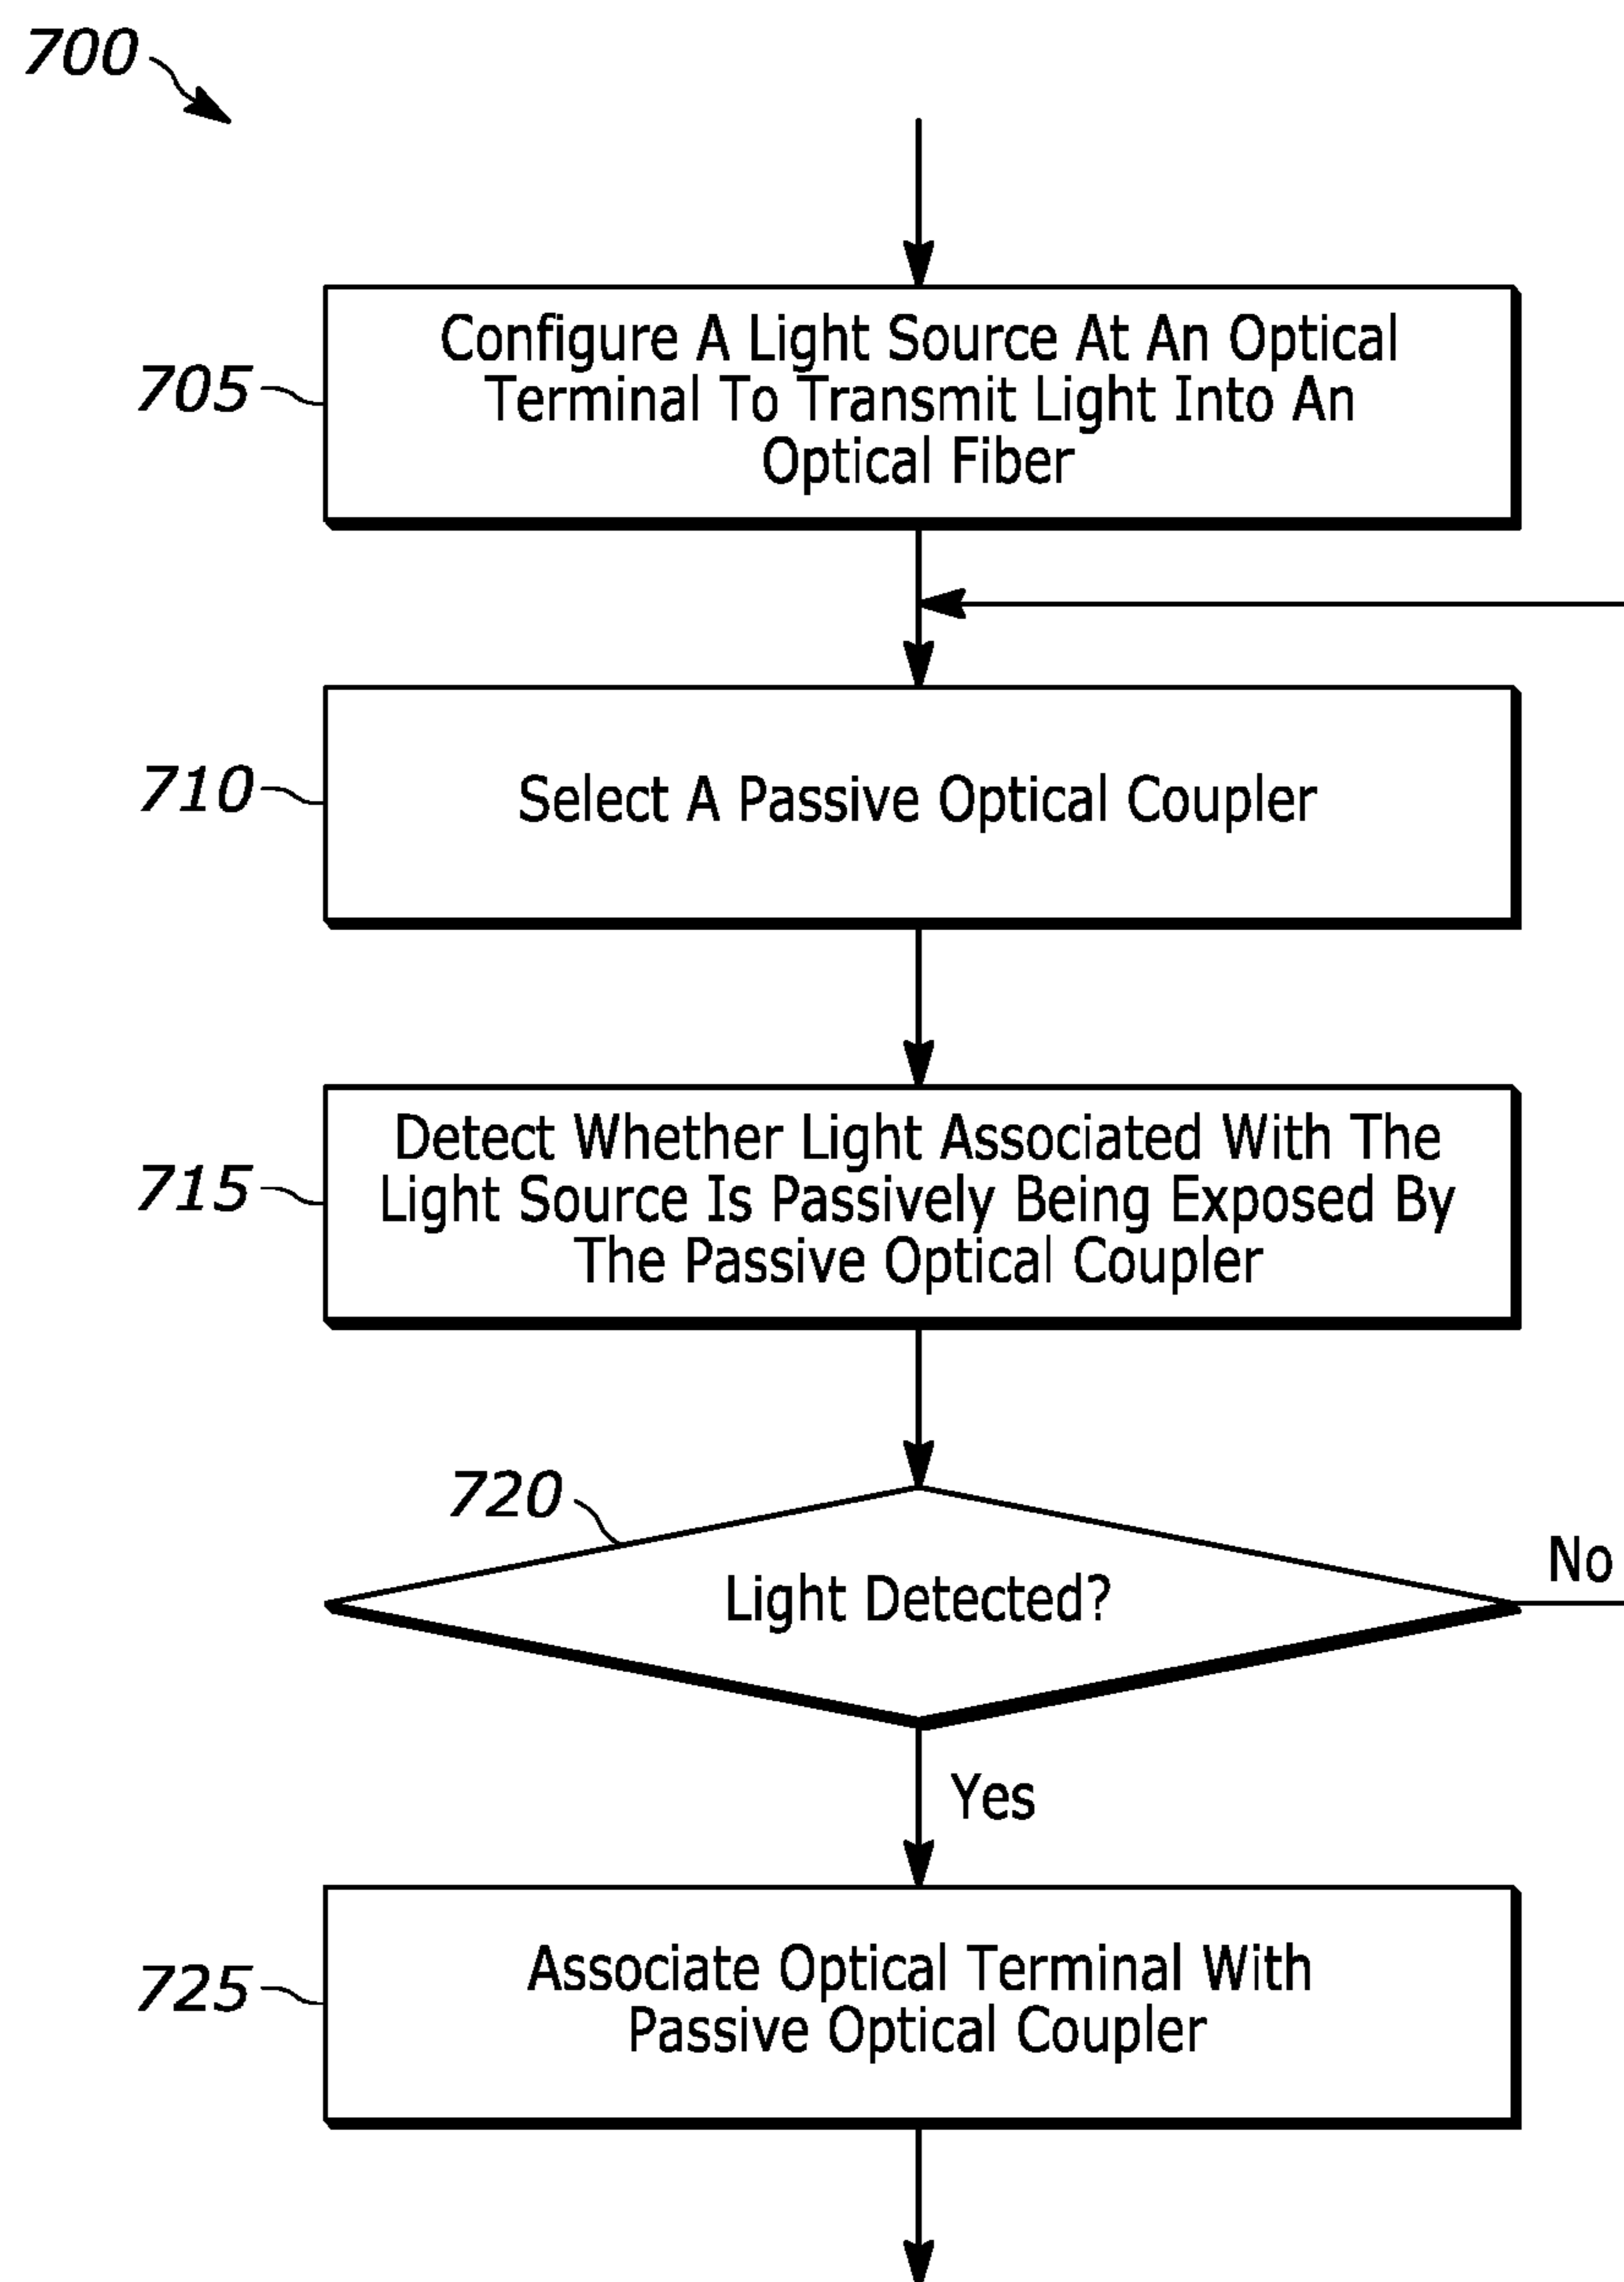 700
705
Configure A Light Source At An Optical
Terminal To Transmit Light Into An
Optical Fiber
710
Select A Passive Optical Coupler
715
Detect Whether Light Associated With The
Light Source Is Passively Being Exposed By
The Passive Optical Coupler
720
Light Detected?
No
Yes
725
Associate Optical Terminal With
Passive Optical Coupler